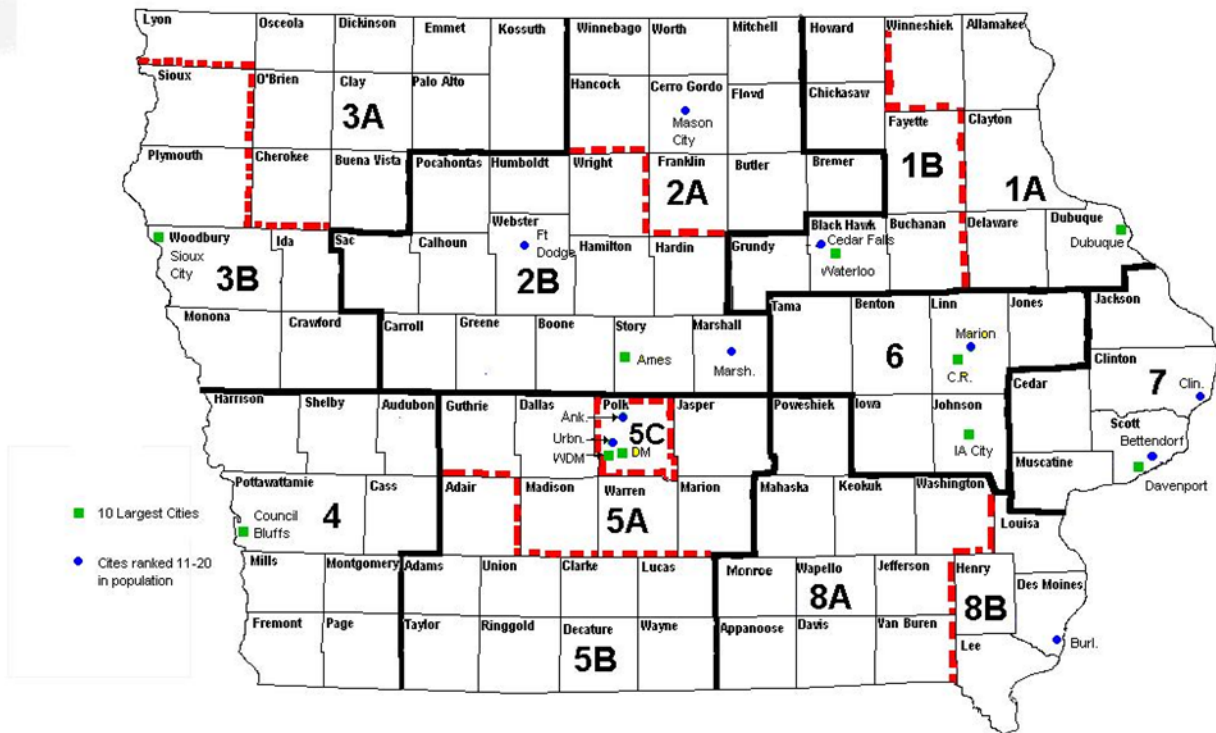 Lyon
Osceola
Dickinson
Emmet
Kossuth
Winnebago
Worth
Mitchell
Howard
Winneshiek
Allamakee
Sioux
O'Brien
Clay
Palo Alto
Hancock
Cerro Gordo
Floyd
Chickasaw
3A
Mason
City
Fayette
Clayton
Plymouth
Cherokee
Buena Vista
Pocahontas
Humboldt
Wright
Franklin
Butler
Bremer
2A
1B
1A
Webster
Black Hawk
Buchanan
Delaware
Dubuque
Dubuque
Woodbury
Sioux
City
Ida
Sac
Calhoun
Ft
Dodge
Hamilton
Hardin
Grundy
Cedar Falls
Waterloo
3B
2B
Monona
Crawford
Carroll
Greene
Boone
Story
Marshall
Tama
Benton
Linn
Jones
Jackson
Ames
Marsh.
6
Marion
C.R.
Clinton
7
Clin.
Harrison
Shelby
Audubon
Guthrie
Dallas
Polk
Jasper
Poweshiek
Iowa
Johnson
Cedar
Ank.
Urbn.
WDM
5C
DM
IA City
Scott
Bettendorf
Davenport
Muscatine
Pottawattamie
Cass
Adair
Madison
Warren
Marion
Mahaska
Keokuk
Washington
Louisa
4
Council
Bluffs
5A
10 Largest Cities
Cites ranked 11-20
in population
Mills
Montgomery
Adams
Union
Clarke
Lucas
Monroe
Wapello
Jefferson
Henry
Des Moines
8A
8B
Fremont
Page
Taylor
Ringgold
Decature
Wayne
Appanoose
Davis
Van Buren
Lee
Burl.
5B